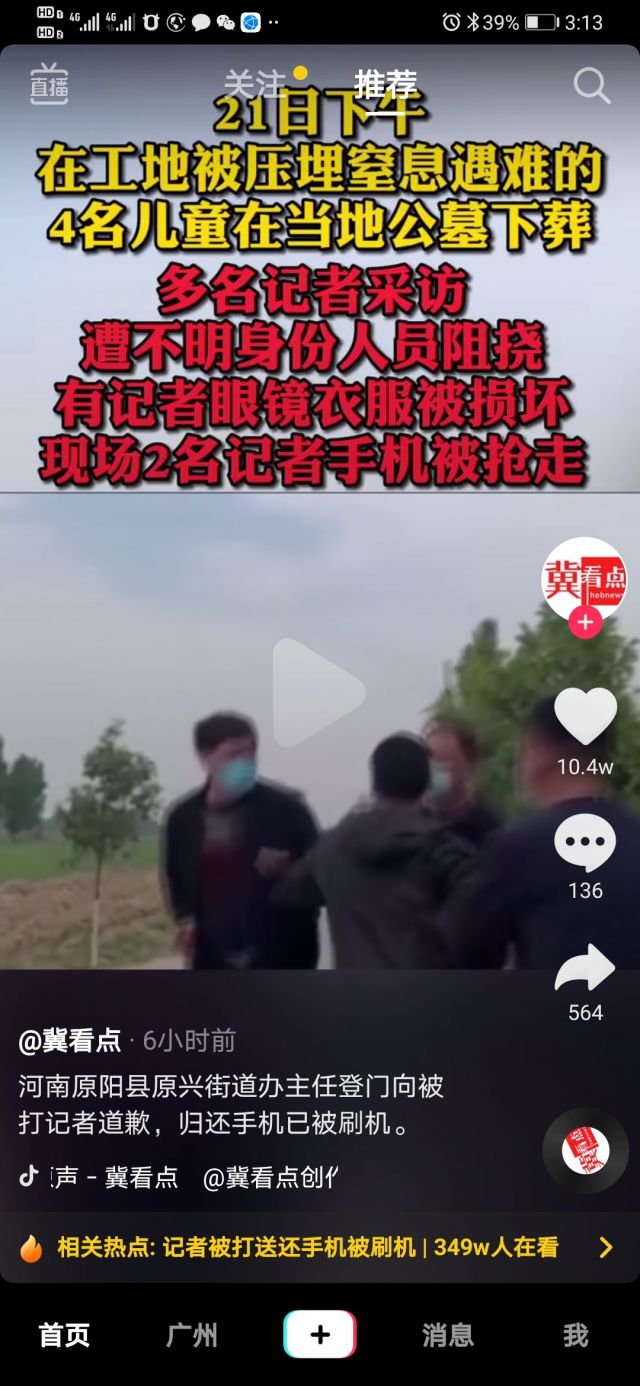 HD 1 4G 4G 39% 3:13
HD 2
直播 关注 推荐
21日下午
在工地被压埋窒息遇难的
4名儿童在当地公墓下葬
多名记者采访
遭不明身份人员阻挠
有记者眼镜衣服被损坏
现场2名记者手机被抢走
冀看点
hebnews
10.4w
136
564
@冀看点 · 6小时前
河南原阳县原兴街道办主任登门向被
打记者道歉，归还手机已被刷机。
声 - 冀看点 @冀看点创作
相关热点: 记者被打送还手机被刷机 | 349w人在看
首页 广州 消息 我